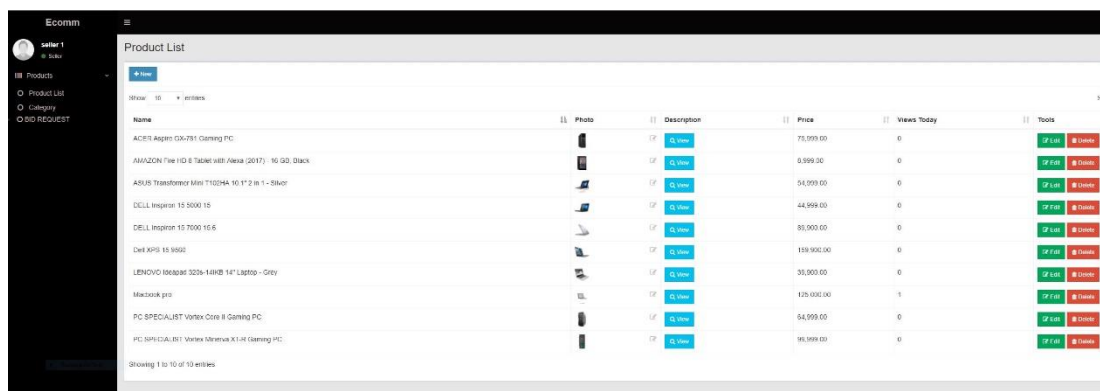 Ecomm
seller 1
Seller
Products
Product List
Category
BID REQUEST
Product List
+ New
Show 10 entries
Name Photo Description Price Views Today Tools
ACER Aspire GX-781 Gaming PC View 75,999.00 0 Edit Delete
AMAZON Fire HD 8 Tablet with Alexa (2017) - 16 GB, Black View 8,999.00 0 Edit Delete
ASUS Transformer Mini T102HA 10.1" 2 in 1 - Silver View 54,999.00 0 Edit Delete
DELL Inspiron 15 5000 15 View 44,999.00 0 Edit Delete
DELL Inspiron 15 7000 15.6 View 89,900.00 0 Edit Delete
Dell XPS 15 9560 View 159,900.00 0 Edit Delete
LENOVO Ideapad 320s-14IKB 14" Laptop - Grey View 39,900.00 0 Edit Delete
Macbook pro View 125,000.00 1 Edit Delete
PC SPECIALIST Vortex Core II Gaming PC View 64,999.00 0 Edit Delete
PC SPECIALIST Vortex Minerva XT-R Gaming PC View 99,999.00 0 Edit Delete
Showing 1 to 10 of 10 entries